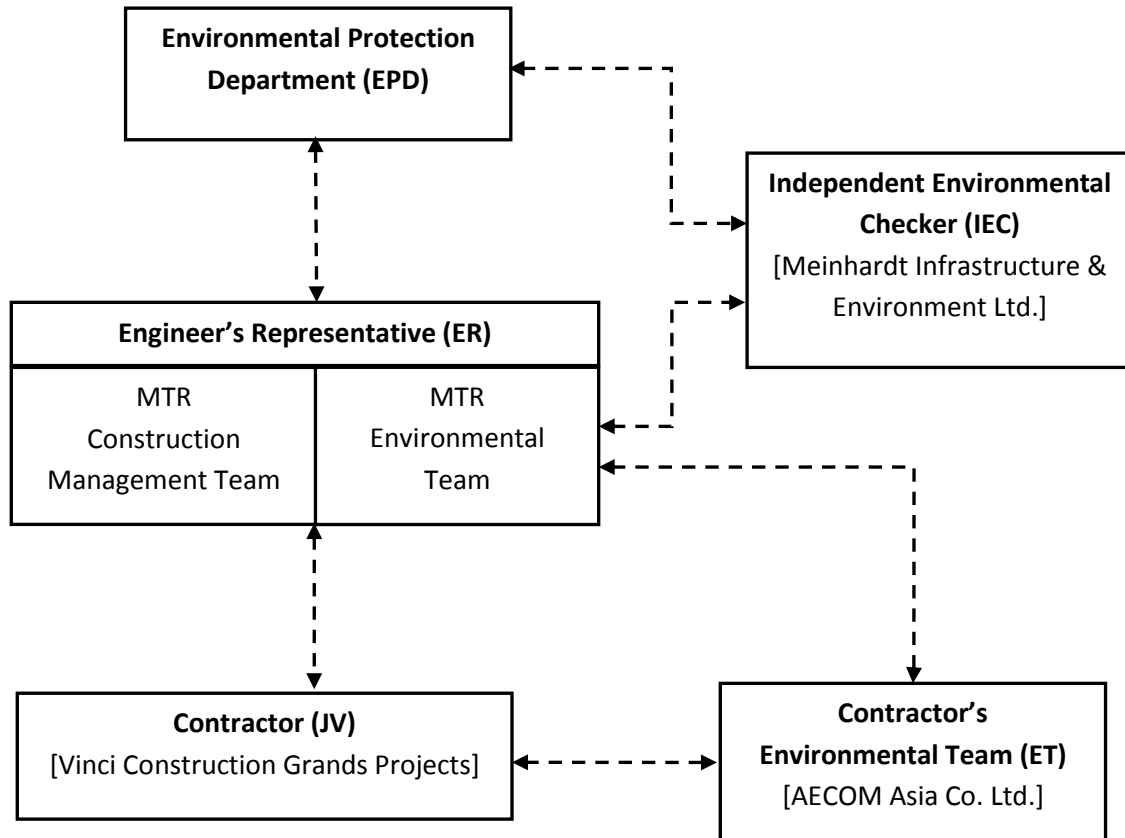 Environmental Protection
Department (EPD)
Independent Environmental
Checker (IEC)
[Meinhardt Infrastructure &
Environment Ltd.]
Engineer’s Representative (ER)
MTR
Construction
Management Team
MTR
Environmental
Team
Contractor (JV)
[Vinci Construction Grands Projects]
Contractor’s
Environmental Team (ET)
[AECOM Asia Co. Ltd.]